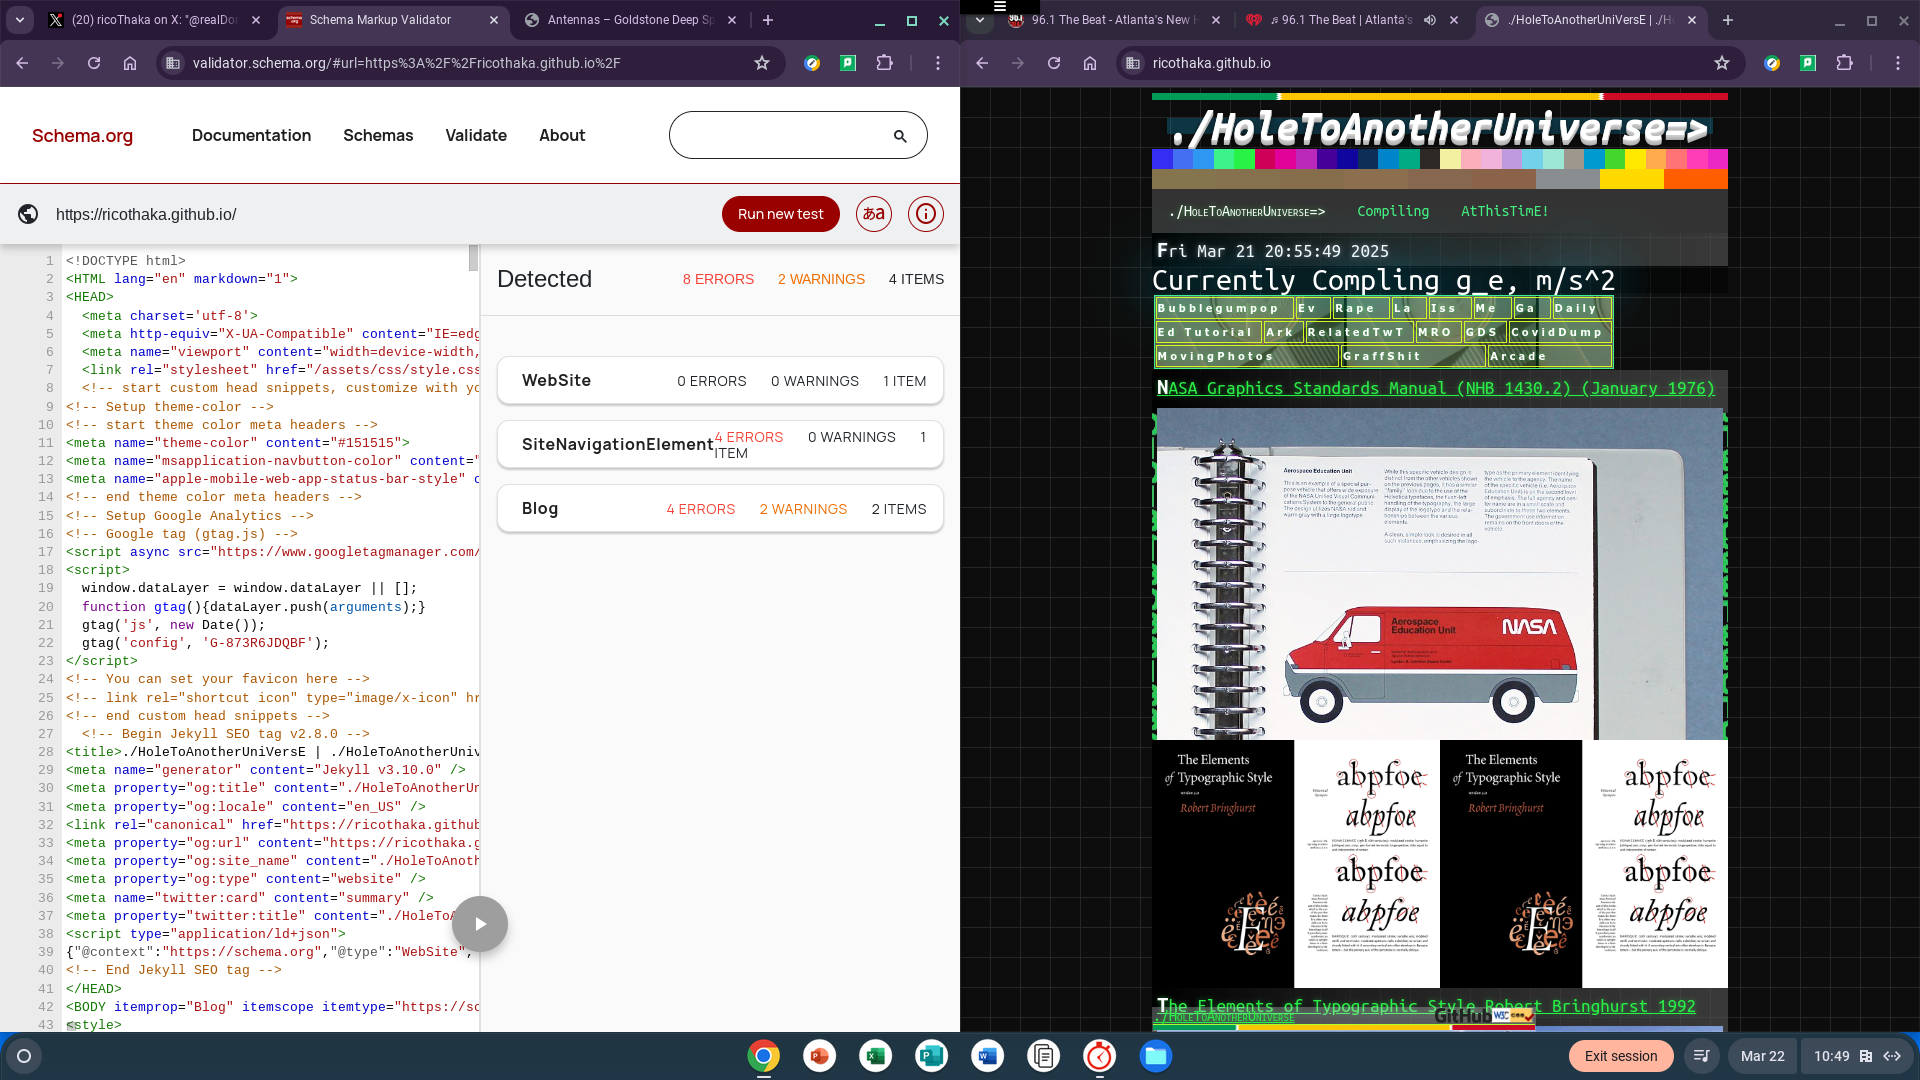 (20) ricoThaka on X: "@realDon
Schema Markup Validator
Antennas – Goldstone Deep Sp
validator.schema.org/#url=https%3A%2F%2Fricothaka.github.io%2F
Schema.org
Documentation
Schemas
Validate
About
https://ricothaka.github.io/
Run new test
あa
1 <!DOCTYPE html>
2 <HTML lang="en" markdown="1">
3 <HEAD>
4 <meta charset='utf-8'>
5 <meta http-equiv="X-UA-Compatible" content="IE=edg
6 <meta name="viewport" content="width=device-width,
7 <link rel="stylesheet" href="/assets/css/style.css
8 <!-- start custom head snippets, customize with yo
9 <!-- Setup theme-color -->
10 <!-- start theme color meta headers -->
11 <meta name="theme-color" content="#151515">
12 <meta name="msapplication-navbutton-color" content="
13 <meta name="apple-mobile-web-app-status-bar-style" c
14 <!-- end theme color meta headers -->
15 <!-- Setup Google Analytics -->
16 <!-- Google tag (gtag.js) -->
17 <script async src="https://www.googletagmanager.com/
18 <script>
19 window.dataLayer = window.dataLayer || [];
20 function gtag(){dataLayer.push(arguments);}
21 gtag('js', new Date());
22 gtag('config', 'G-873R6JDQBF');
23 </script>
24 <!-- You can set your favicon here -->
25 <!-- link rel="shortcut icon" type="image/x-icon" hr
26 <!-- end custom head snippets -->
27 <!-- Begin Jekyll SEO tag v2.8.0 -->
28 <title>./HoleToAnotherUniVersE | ./HoleToAnotherUniv
29 <meta name="generator" content="Jekyll v3.10.0" />
30 <meta property="og:title" content="./HoleToAnotherUn
31 <meta property="og:locale" content="en_US" />
32 <link rel="canonical" href="https://ricothaka.github
33 <meta property="og:url" content="https://ricothaka.g
34 <meta property="og:site_name" content="./HoleToAnoth
35 <meta property="og:type" content="website" />
36 <meta name="twitter:card" content="summary" />
37 <meta property="twitter:title" content="./HoleToA
38 <script type="application/ld+json">
39 {"@context":"https://schema.org","@type":"WebSite",
40 <!-- End Jekyll SEO tag -->
41 </HEAD>
42 <BODY itemprop="Blog" itemscope itemtype="https://sc
43 <style>
Detected
8 ERRORS
2 WARNINGS
4 ITEMS
WebSite
0 ERRORS
0 WARNINGS
1 ITEM
SiteNavigationElement
4 ERRORS
0 WARNINGS
1 ITEM
Blog
4 ERRORS
2 WARNINGS
2 ITEMS
96.1 The Beat - Atlanta's New H
♫ 96.1 The Beat | Atlanta's
./HoleToAnotherUniVersE | ./Ho
ricothaka.github.io
./HoleToAnotherUniverse=>
./HoleToAnotherUniverse=>
Compiling
AtThisTimE!
Fri Mar 21 20:55:49 2025
Currently Compling g_e, m/s^2
Bubblegumpop Ev Rape La Iss Me Ga Daily
Ed Tutorial Ark RelatedTwT MRO GDS CovidDump
MovingPhotos GraffShit Arcade
NASA Graphics Standards Manual (NHB 1430.2) (January 1976)
Aerospace Education Unit
Aerospace
Education Unit
NASA
The Elements
of Typographic Style
Robert Bringhurst
abpfoe
abpfoe
abpfoe
abpfoe
The Elements
of Typographic Style
Robert Bringhurst
abpfoe
abpfoe
abpfoe
abpfoe
The Elements of Typographic Style Robert Bringhurst 1992
./HoleToAnotherUniverse
GitHub
W3C
css
Exit session
Mar 22
10:49